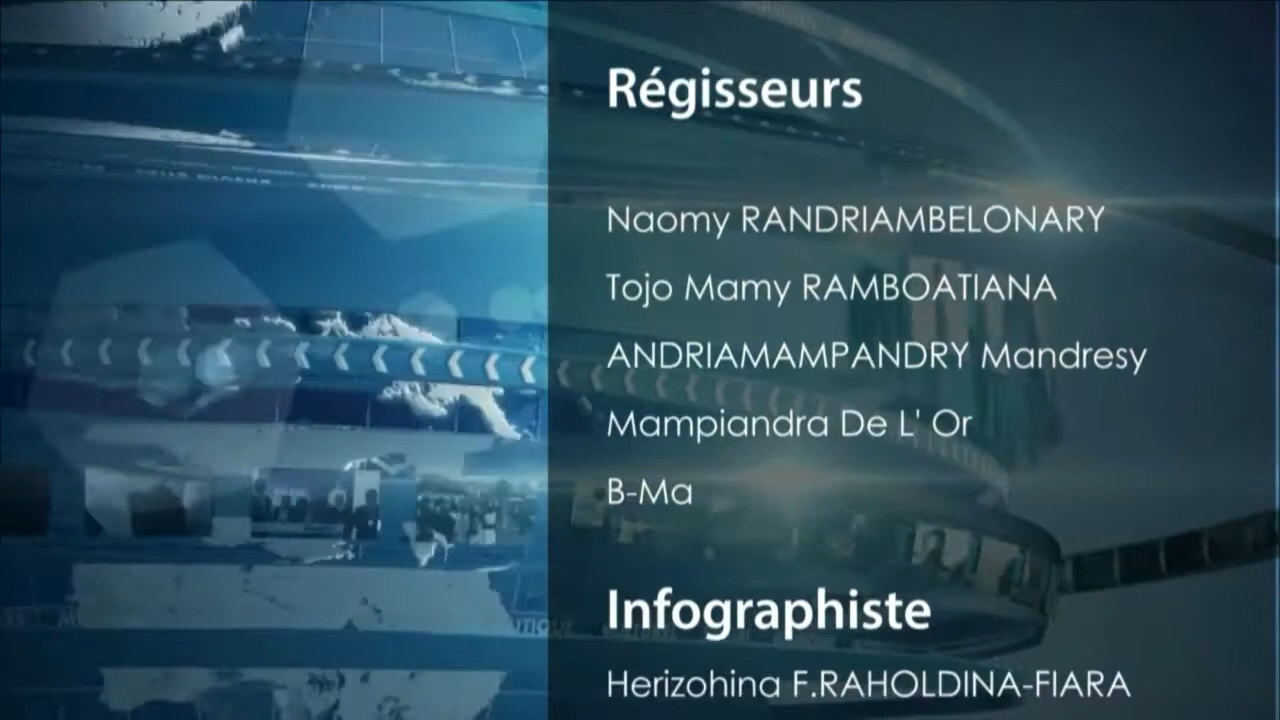 Régisseurs
Naomy RANDRIAMBELONARY
Tojo Mamy RAMBOATIANA
ANDRIAMAMPANDRY Mandresy
Mampiandra De L' Or
B-Ma
Infographiste
Herizohina F.RAHOLDINA-FIARA